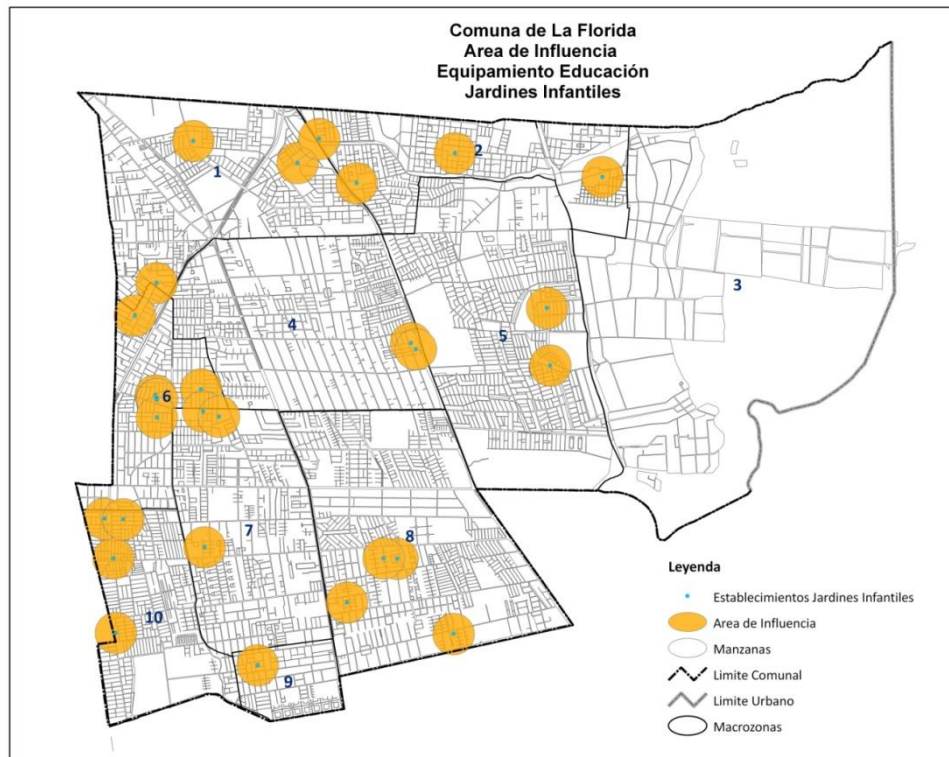 Comuna de La Florida
Area de Influencia
Equipamiento Educación
Jardines Infantiles
1
2
3
4
5
6
7
8
9
10
Leyenda
Establecimientos Jardines Infantiles
Area de Influencia
Manzanas
Limite Comunal
Limite Urbano
Macrozonas